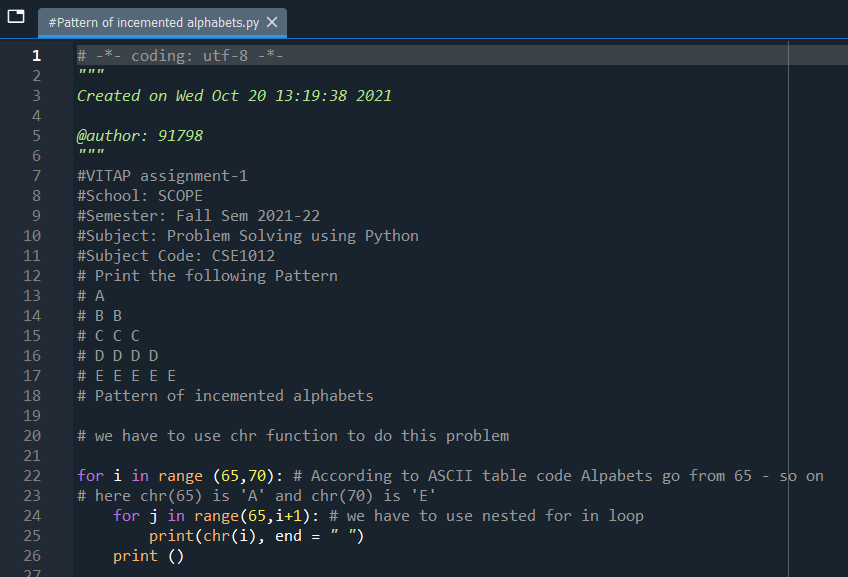 #Pattern of incemented alphabets.py
1 # -*- coding: utf-8 -*-
2 """
3 Created on Wed Oct 20 13:19:38 2021
4
5 @author: 91798
6 """
7 #VITAP assignment-1
8 #School: SCOPE
9 #Semester: Fall Sem 2021-22
10 #Subject: Problem Solving using Python
11 #Subject Code: CSE1012
12 # Print the following Pattern
13 # A
14 # B B
15 # C C C
16 # D D D D
17 # E E E E E
18 # Pattern of incemented alphabets
19
20 # we have to use chr function to do this problem
21
22 for i in range (65,70): # According to ASCII table code Alpabets go from 65 - so on
23 # here chr(65) is 'A' and chr(70) is 'E'
24     for j in range(65,i+1): # we have to use nested for in loop
25         print(chr(i), end = " ")
26     print ()
27